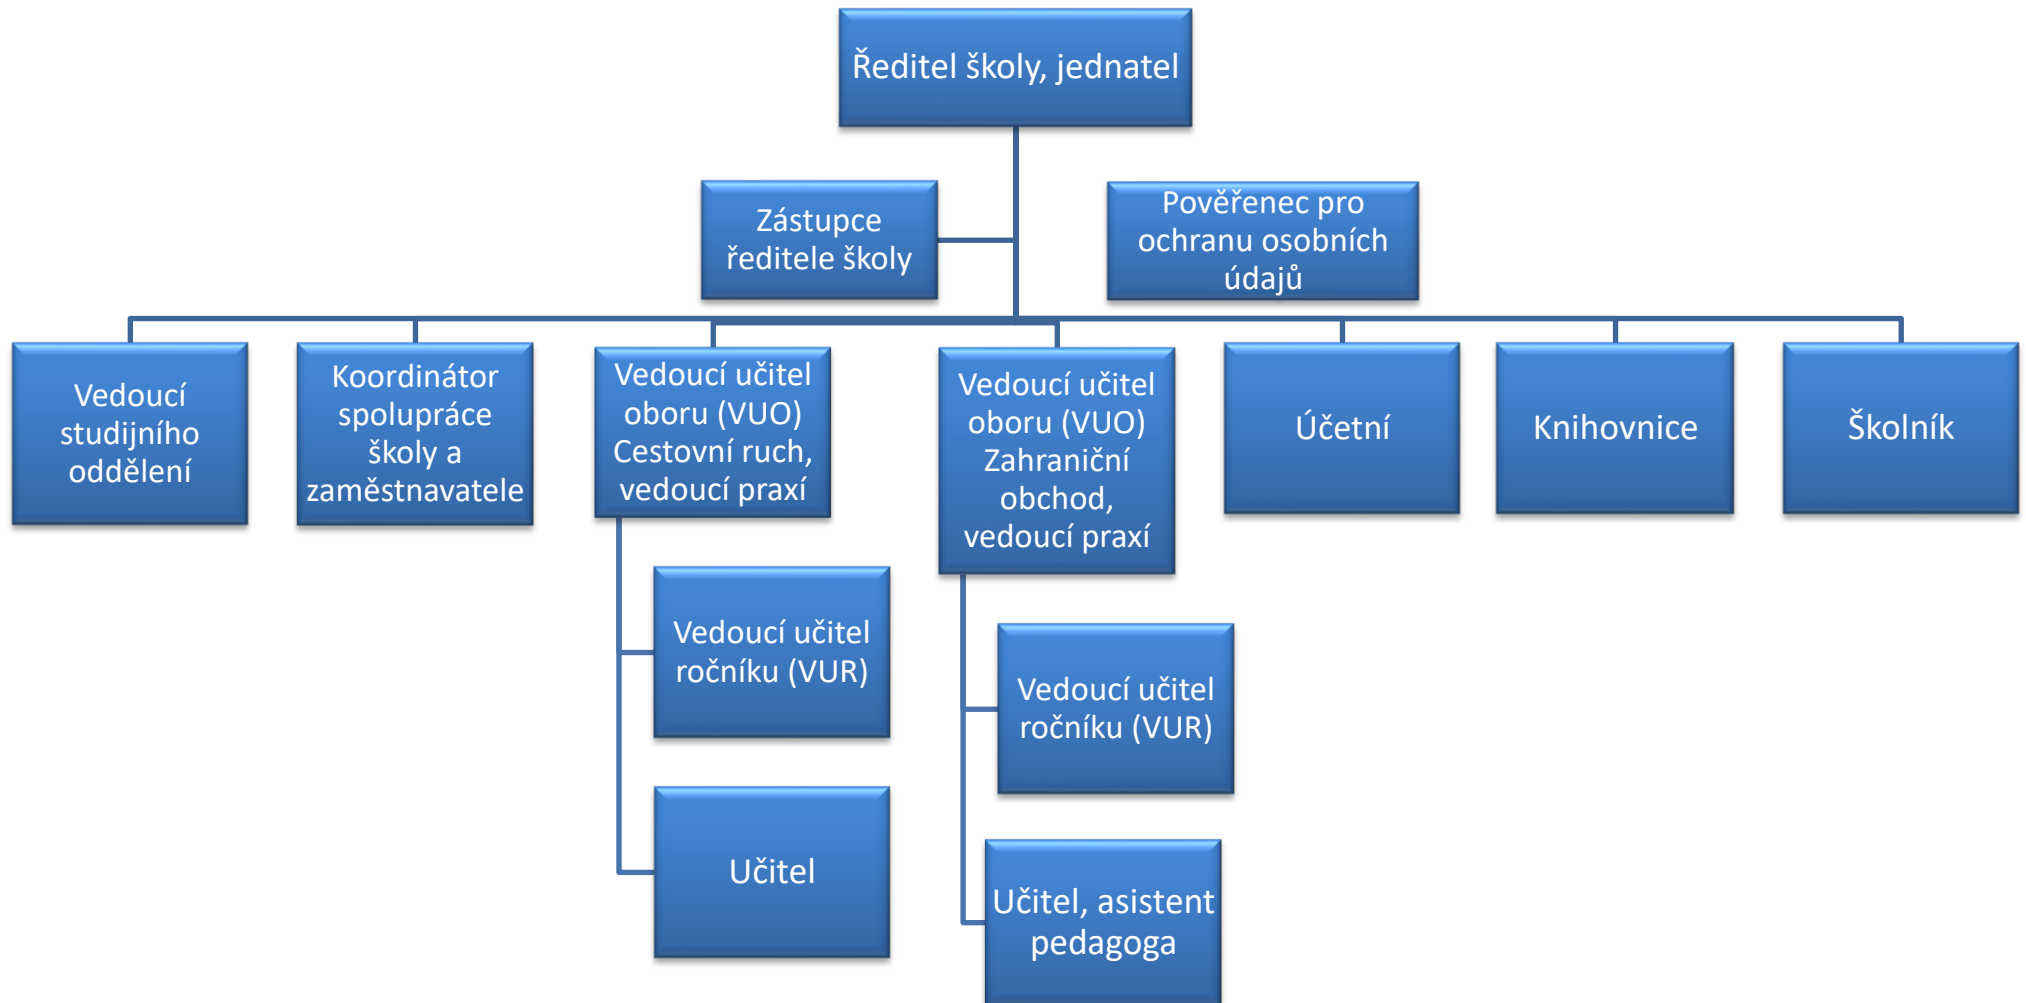 Ředitel školy, jednatel
Zástupce
ředitele školy
Pověřenec pro
ochranu osobních
údajů
Vedoucí
studijního
oddělení
Koordinátor
spolupráce
školy a
zaměstnavatele
Vedoucí učitel
oboru (VUO)
Cestovní ruch,
vedoucí praxí
Vedoucí učitel
oboru (VUO)
Zahraniční
obchod,
vedoucí praxí
Účetní
Knihovnice
Školník
Vedoucí učitel
ročníku (VUR)
Vedoucí učitel
ročníku (VUR)
Učitel
Učitel, asistent
pedagoga